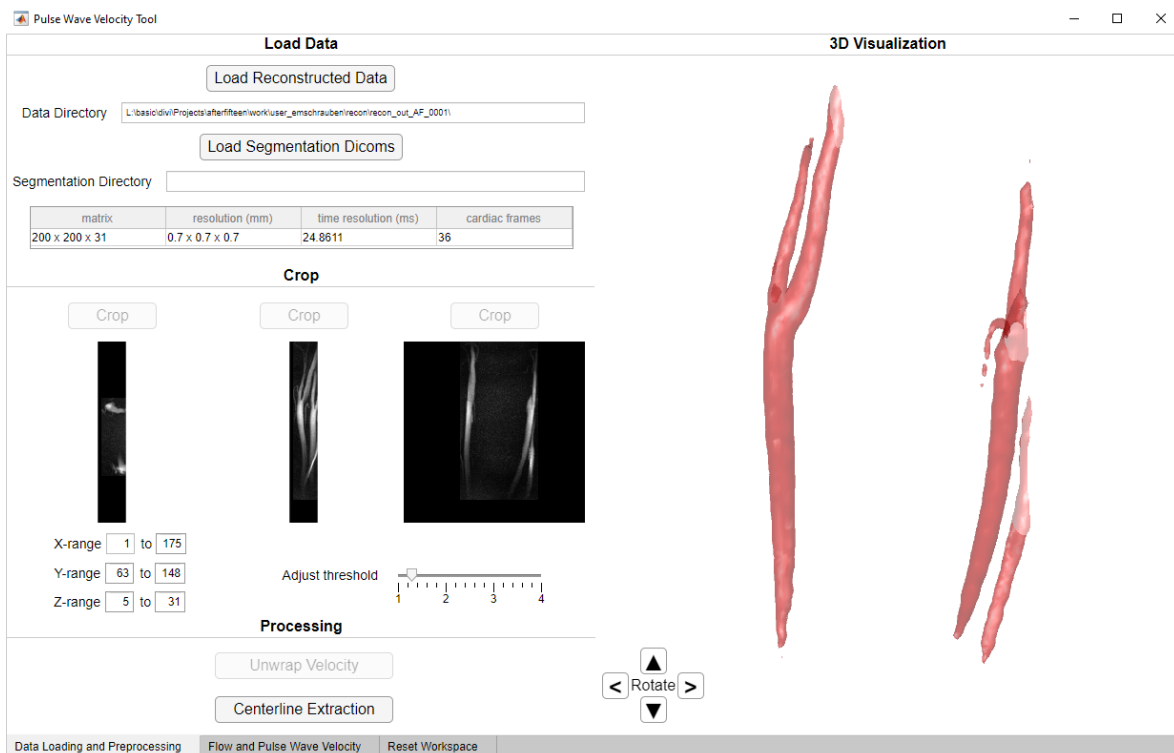 Pulse Wave Velocity Tool
Load Data
3D Visualization
Load Reconstructed Data
Data Directory L:\basic\divi\Projects\afterfifteen\work\user_emschrauben\recon\recon_out_AF_0001\
Load Segmentation Dicoms
Segmentation Directory
matrix resolution (mm) time resolution (ms) cardiac frames
200 x 200 x 31 0.7 x 0.7 x 0.7 24.8611 36
Crop
Crop Crop Crop
X-range 1 to 175
Y-range 63 to 148
Z-range 5 to 31
Adjust threshold
1 2 3 4
Processing
Unwrap Velocity
Centerline Extraction
< Rotate >
Data Loading and Preprocessing Flow and Pulse Wave Velocity Reset Workspace